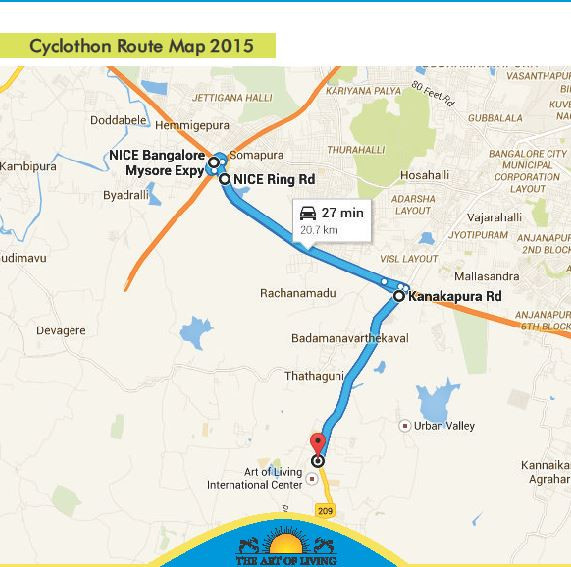 Cyclothon Route Map 2015
80 Feet Rd
VASANTHAPUR
KARIYANA PALYA
JETTIGANA HALLI
GUBBALALA
Doddabele
Hemmigepura
THURAHALLI
BANGALORE CITY
MUNICIPAL
CORPORATION
LAYOUT
NICE Bangalore
Mysore Expy
Somapura
Kambipura
NICE Ring Rd
Hosahalli
Byadralli
ADARSHA
LAYOUT
27 min
20.7 km
Vajarahalli
JYOTIPURAM
ANJANAPUR
2ND BLOCK
udimavu
VISL LAYOUT
Mallasandra
Rachanamadu
Kanakapura Rd
ANJANAPUR
6TH BLOCK
Devagere
Badamanavarthekaval
Thathaguni
Urbar Valley
Art of Living
International Center
Kannaika
Agrahar
209
THE ART OF LIVING